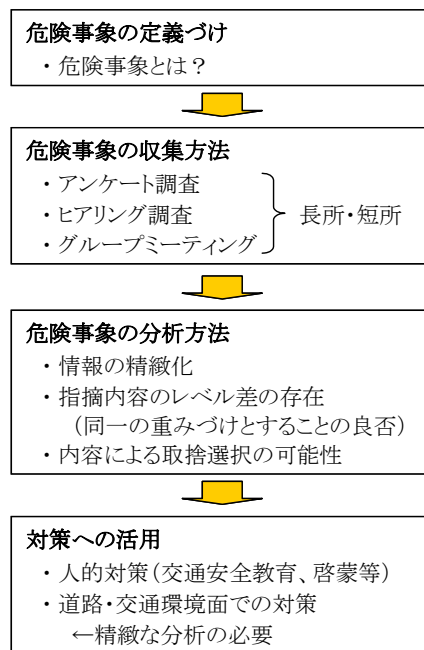 危険事象の定義づけ
・危険事象とは？
危険事象の収集方法
・アンケート調査
・ヒアリング調査
・グループミーティング
長所・短所
危険事象の分析方法
・情報の精緻化
・指摘内容のレベル差の存在
（同一の重みづけとすることの良否）
・内容による取捨選択の可能性
対策への活用
・人的対策（交通安全教育、啓蒙等）
・道路・交通環境面での対策
←精緻な分析の必要